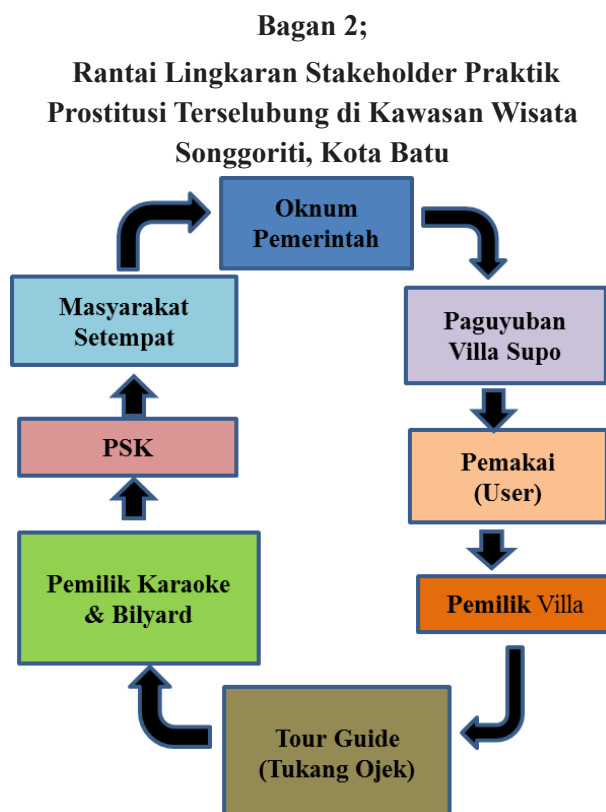 Bagan 2;
Rantai Lingkaran Stakeholder Praktik
Prostitusi Terselubung di Kawasan Wisata
Songgoriti, Kota Batu
Oknum
Pemerintah
Paguyuban
Villa Supo
Pemakai
(User)
Pemilik Villa
Tour Guide
(Tukang Ojek)
Pemilik Karaoke
& Bilyard
PSK
Masyarakat
Setempat